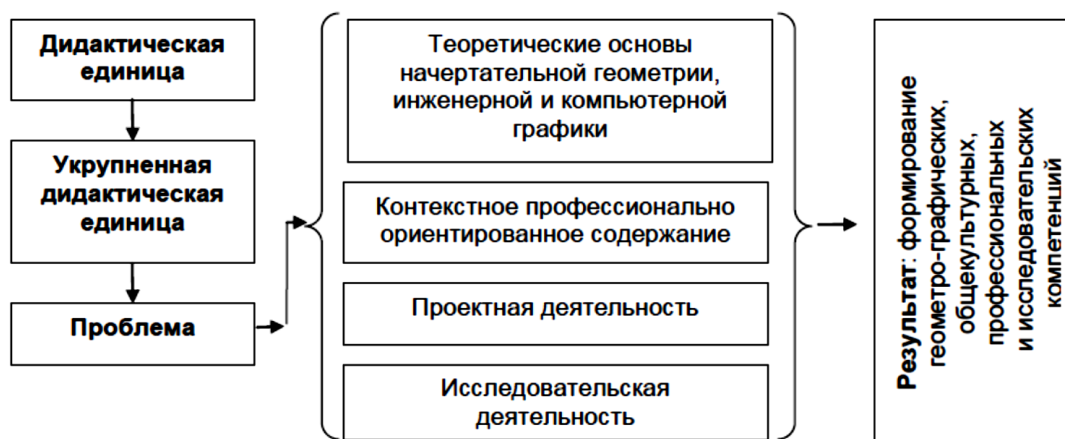 Дидактическая
единица
Укрупненная
дидактическая
единица
Проблема
Теоретические основы
начертательной геометрии,
инженерной и компьютерной
графики
Контекстное профессионально
ориентированное содержание
Проектная деятельность
Исследовательская
деятельность
Результат: формирование
геометро-графических,
общекультурных,
профессиональных
и исследовательских
компетенций